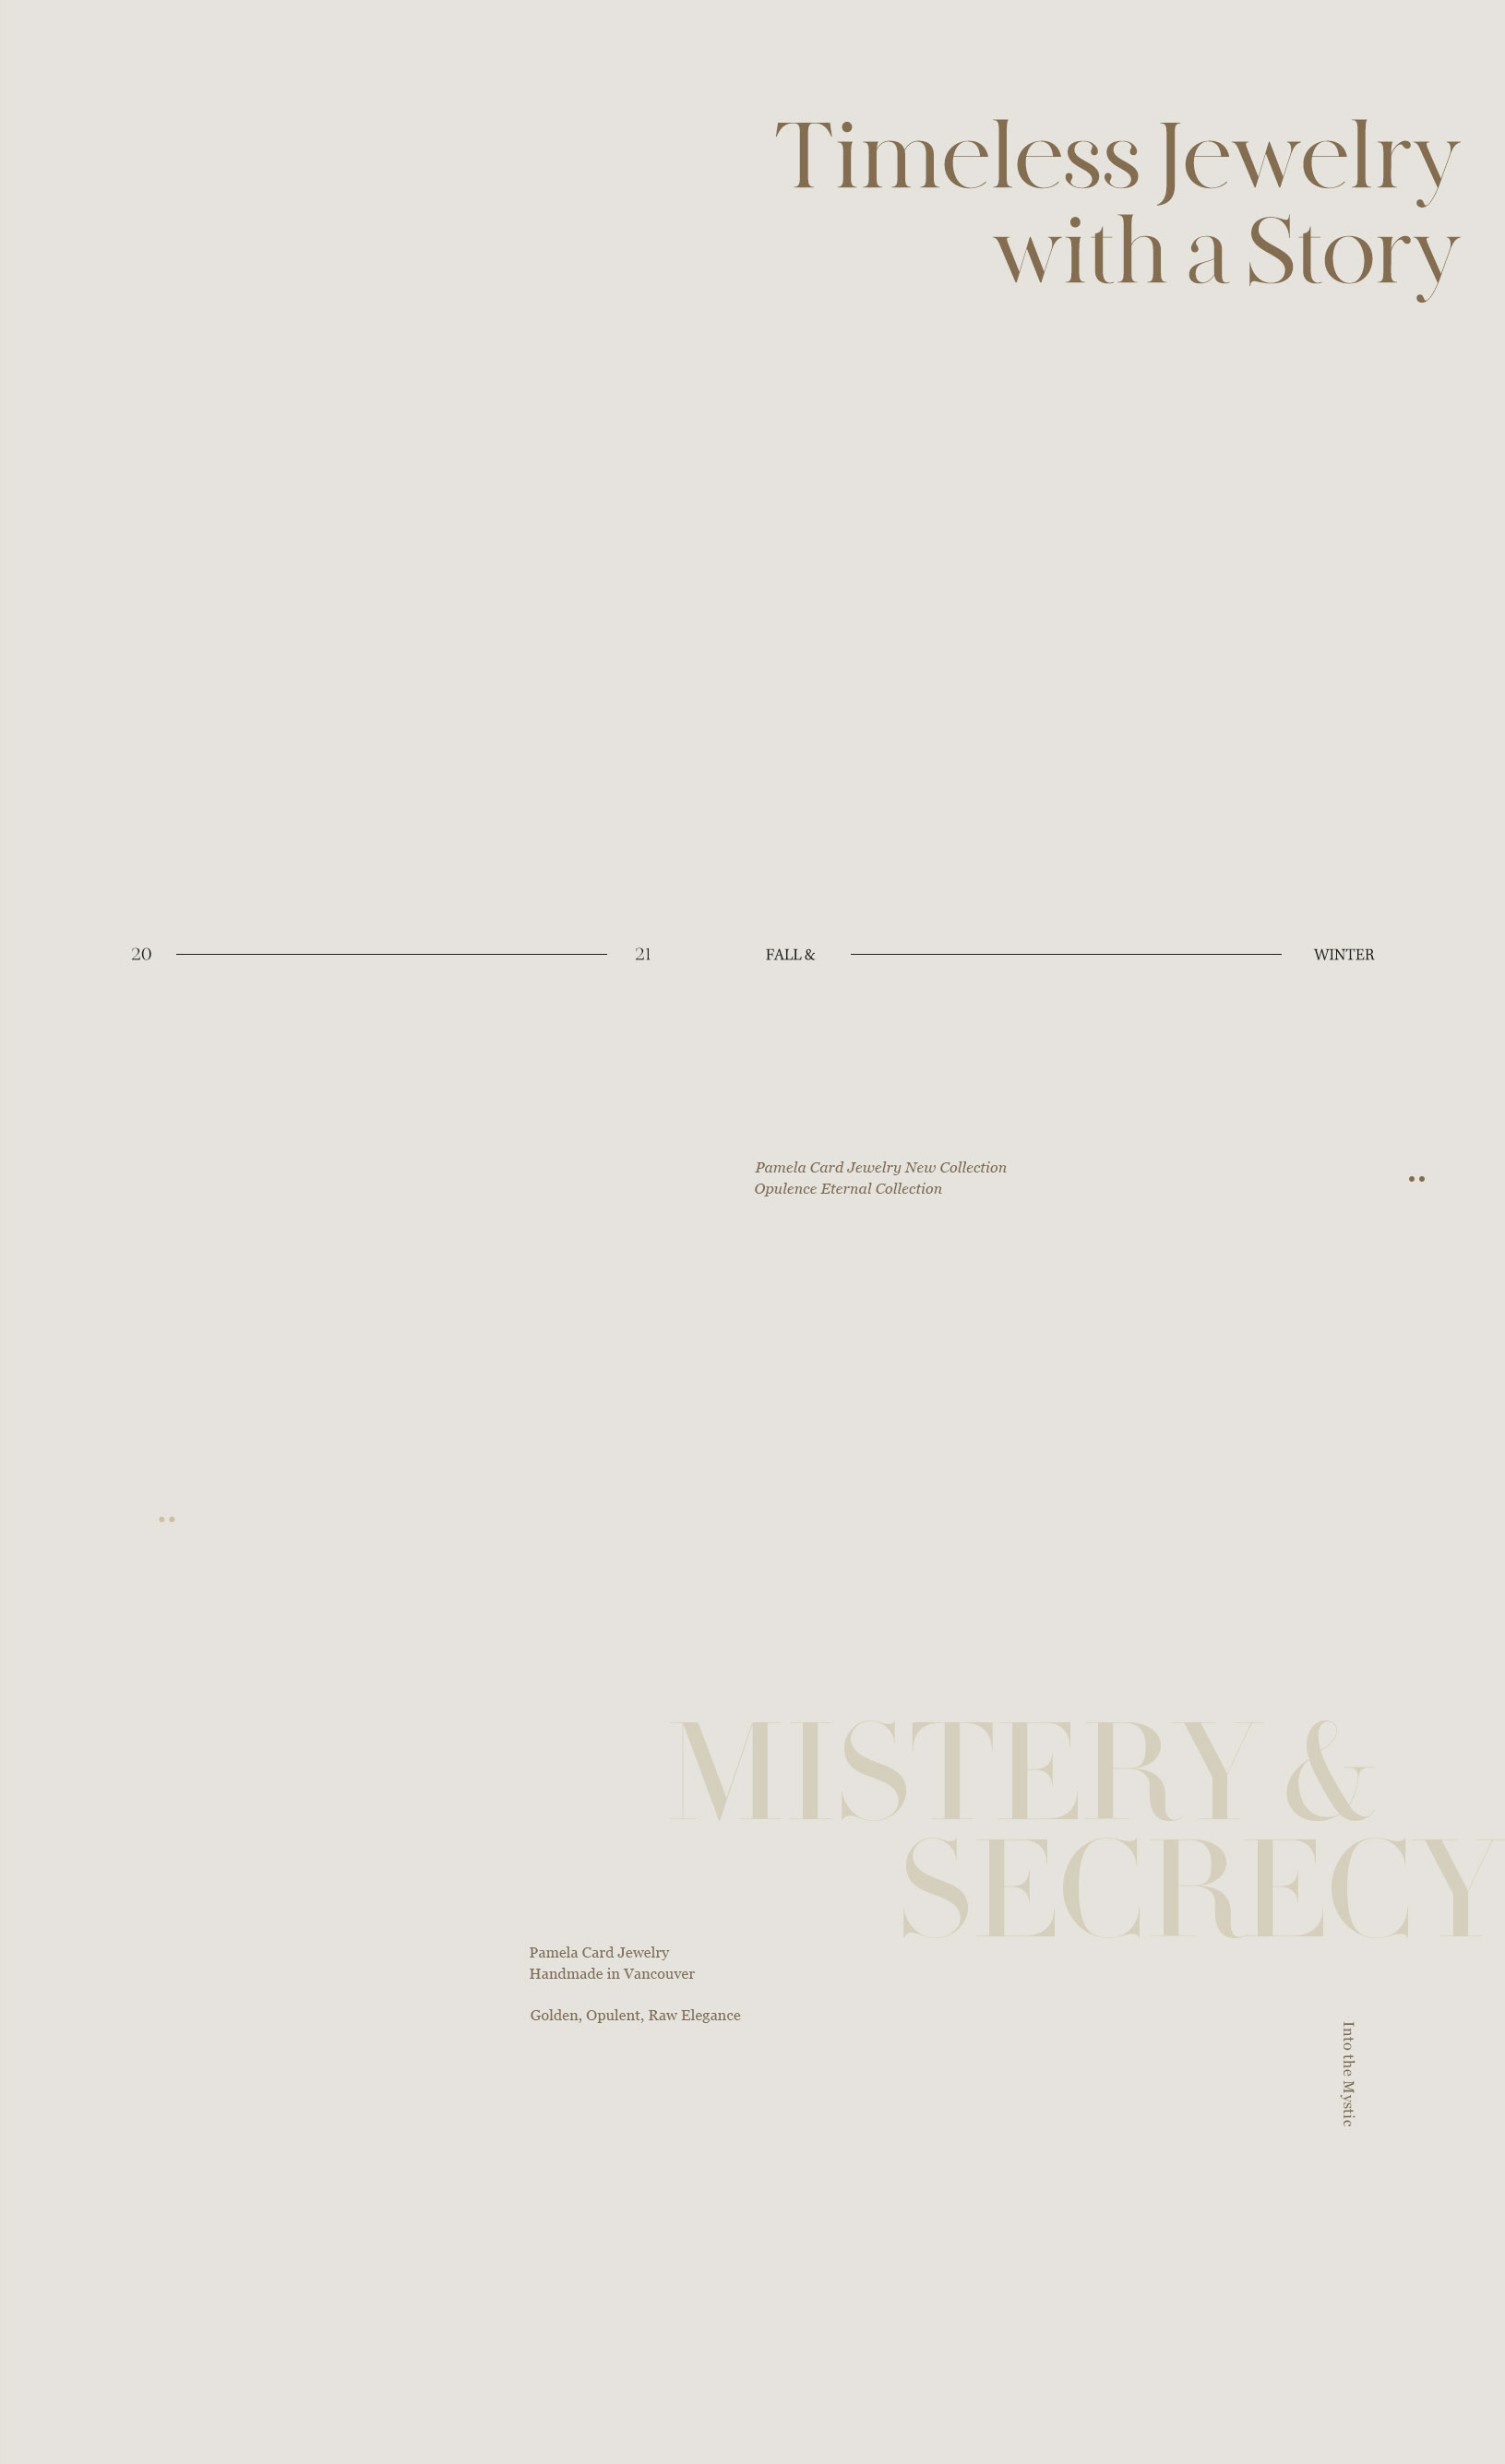 Timeless Jewelry
with a Story
20 21 FALL & WINTER
Pamela Card Jewelry New Collection
Opulence Eternal Collection
MISTERY &
SECRECY
Pamela Card Jewelry
Handmade in Vancouver
Golden, Opulent, Raw Elegance
Into the Mystic